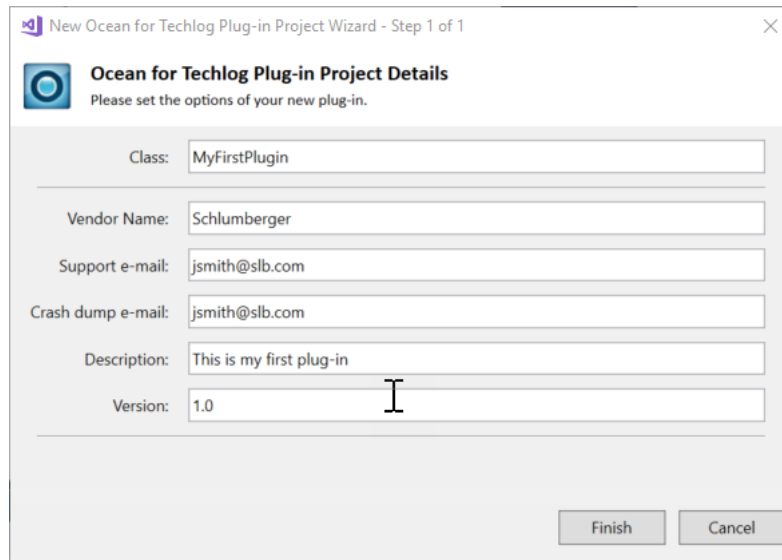 New Ocean for Techlog Plug-in Project Wizard - Step 1 of 1
Ocean for Techlog Plug-in Project Details
Please set the options of your new plug-in.
Class: MyFirstPlugin
Vendor Name: Schlumberger
Support e-mail: jsmith@slb.com
Crash dump e-mail: jsmith@slb.com
Description: This is my first plug-in
Version: 1.0
Finish Cancel